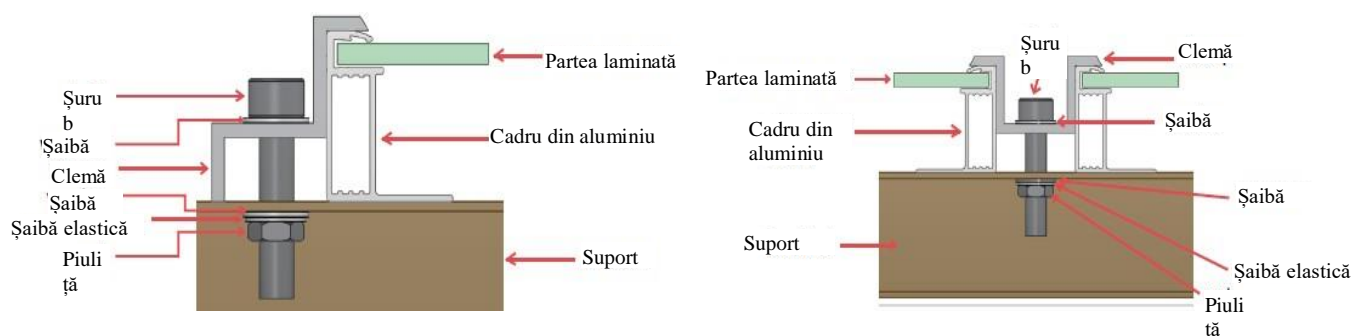 Partea laminată
Șuru
b
Șaibă
Cadru din aluminiu
Clemă
Șaibă
Șaibă elastică
Piuli
ță
Suport
Șuru
b
Clemă
Partea laminată
Șaibă
Cadru din
aluminiu
Șaibă
Suport
Șaibă elastică
Piuli
ță